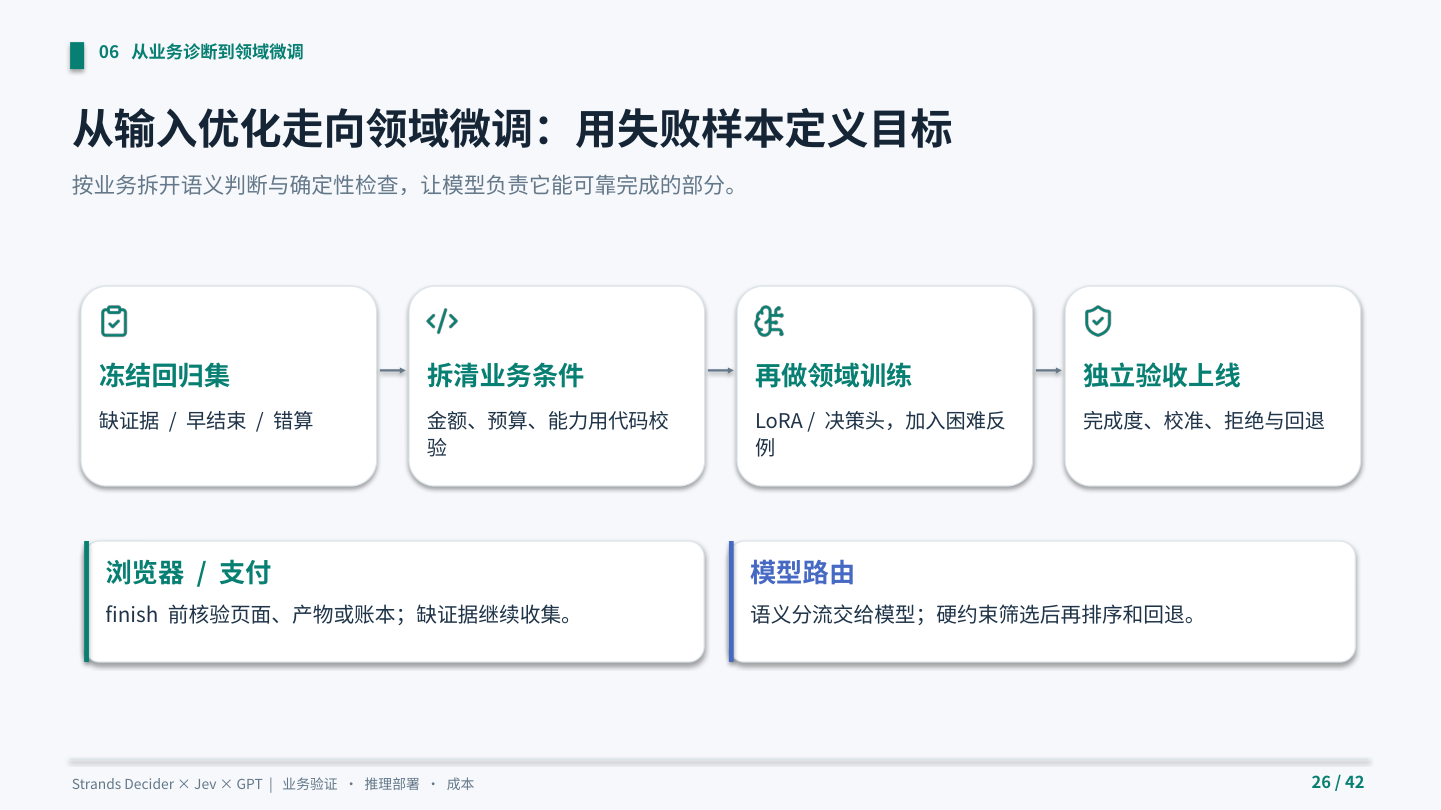 06 从业务诊断到领域微调
从输入优化走向领域微调：用失败样本定义目标
按业务拆开语义判断与确定性检查，让模型负责它能可靠完成的部分。
冻结回归集
缺证据 / 早结束 / 错算
拆清业务条件
金额、预算、能力用代码校
验
再做领域训练
LoRA / 决策头，加入困难反
例
独立验收上线
完成度、校准、拒绝与回退
浏览器 / 支付
finish 前核验页面、产物或账本；缺证据继续收集。
模型路由
语义分流交给模型；硬约束筛选后再排序和回退。
Strands Decider × Jev × GPT | 业务验证 · 推理部署 · 成本
26 / 42